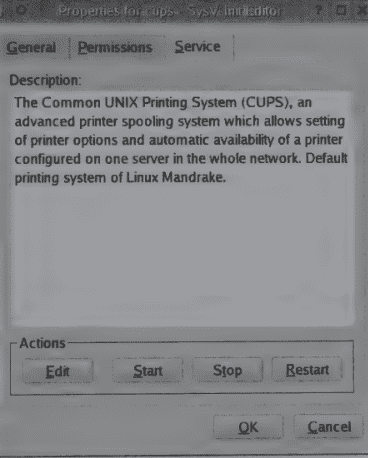 Properties for cups - SysV-Init Editor
General Permissions Service
Description:
The Common UNIX Printing System (CUPS), an
advanced printer spooling system which allows setting
of printer options and automatic availability of a printer
configured on one server in the whole network. Default
printing system of Linux Mandrake.
Actions
Edit Start Stop Restart
OK Cancel